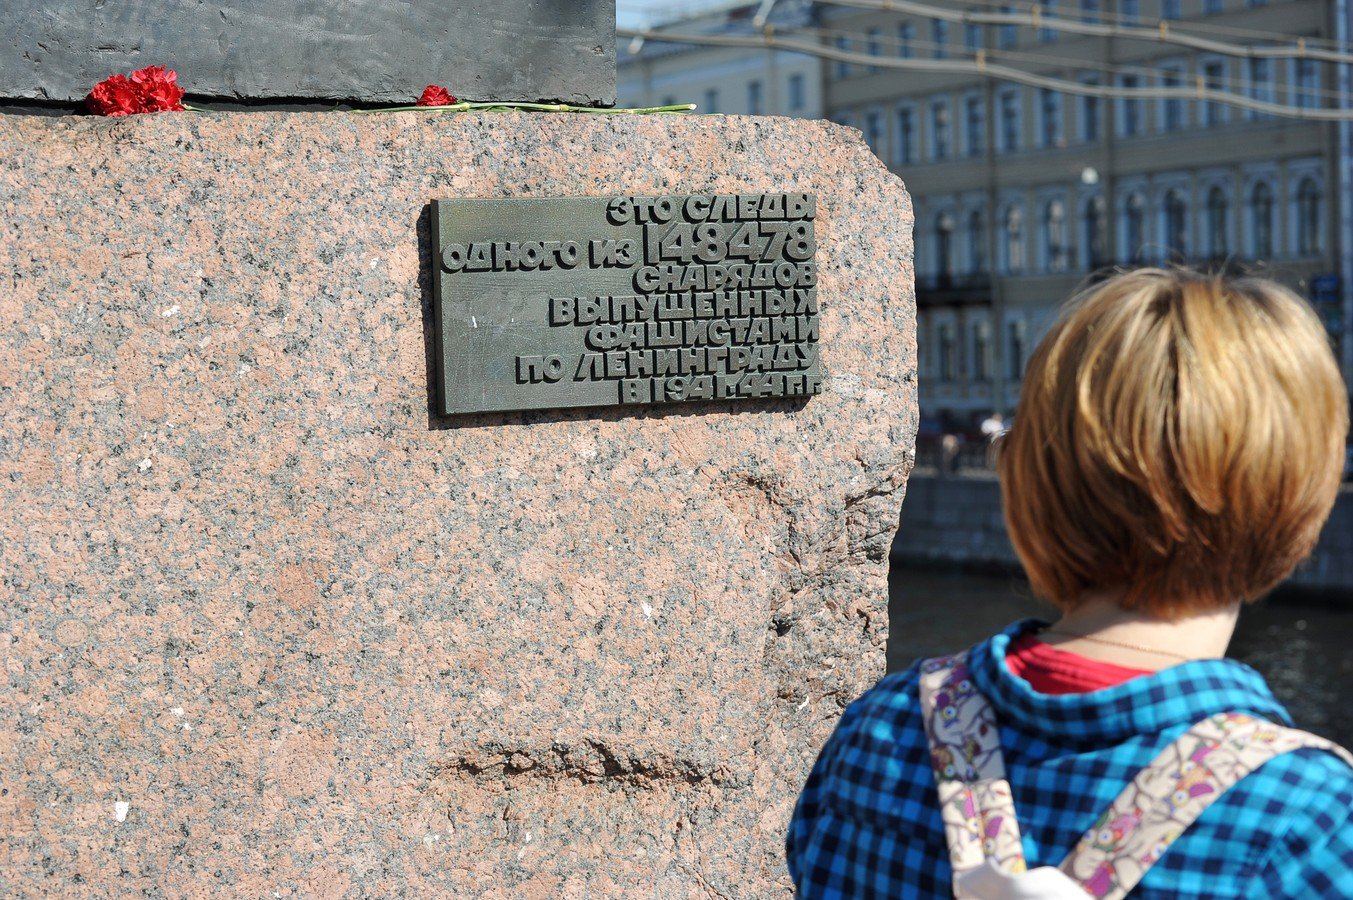 ЭТО СЛЕДЫ
ОДНОГО ИЗ 148478
СНАРЯДОВ
ВЫПУЩЕННЫХ
ФАШИСТАМИ
ПО ЛЕНИНГРАДУ
В 1941-44 Г.Г.